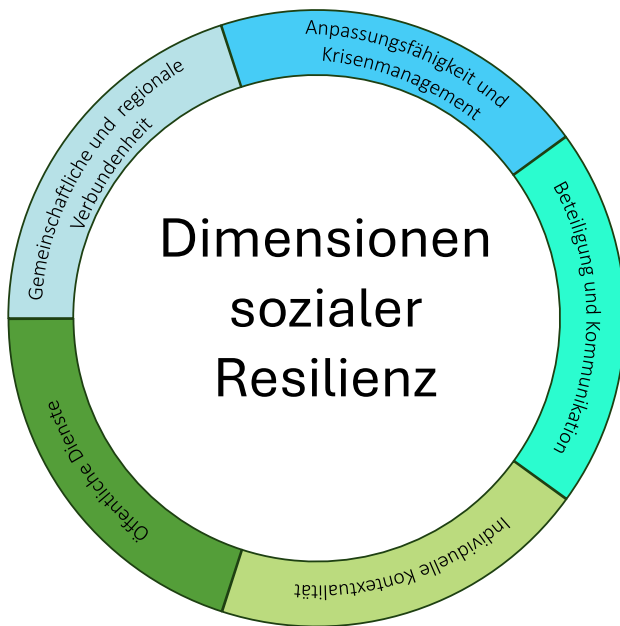 Dimensionen
sozialer
Resilienz
Anpassungsfähigkeit und
Krisenmanagement
Beteiligung und Kommunikation
Individuelle Kontextualität
Öffentliche Dienste
Gemeinschaftliche und regionale
Verbundenheit